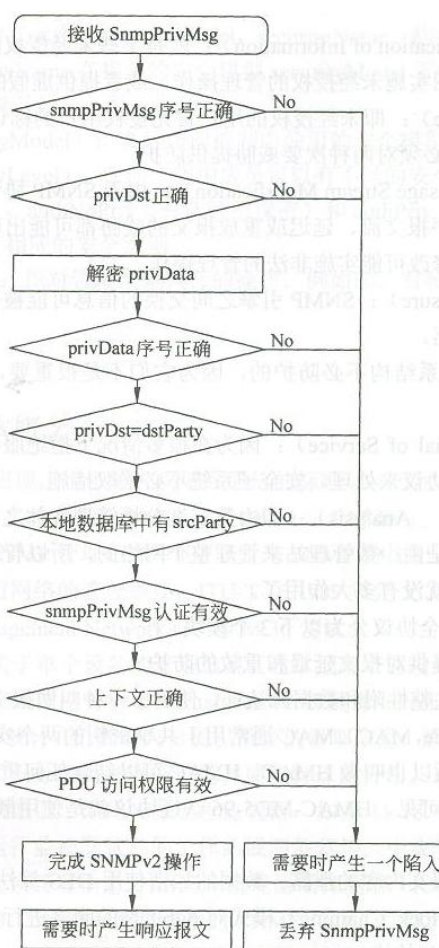 接收 SnmpPrivMsg
snmpPrivMsg 序号正确
No
privDst 正确
No
解密 privData
privData 序号正确
No
privDst=dstParty
No
本地数据库中有 srcParty
No
snmpPrivMsg 认证有效
No
上下文正确
No
PDU 访问权限有效
No
完成 SNMPv2 操作
需要时产生一个陷入
需要时产生响应报文
丢弃 SnmpPrivMsg